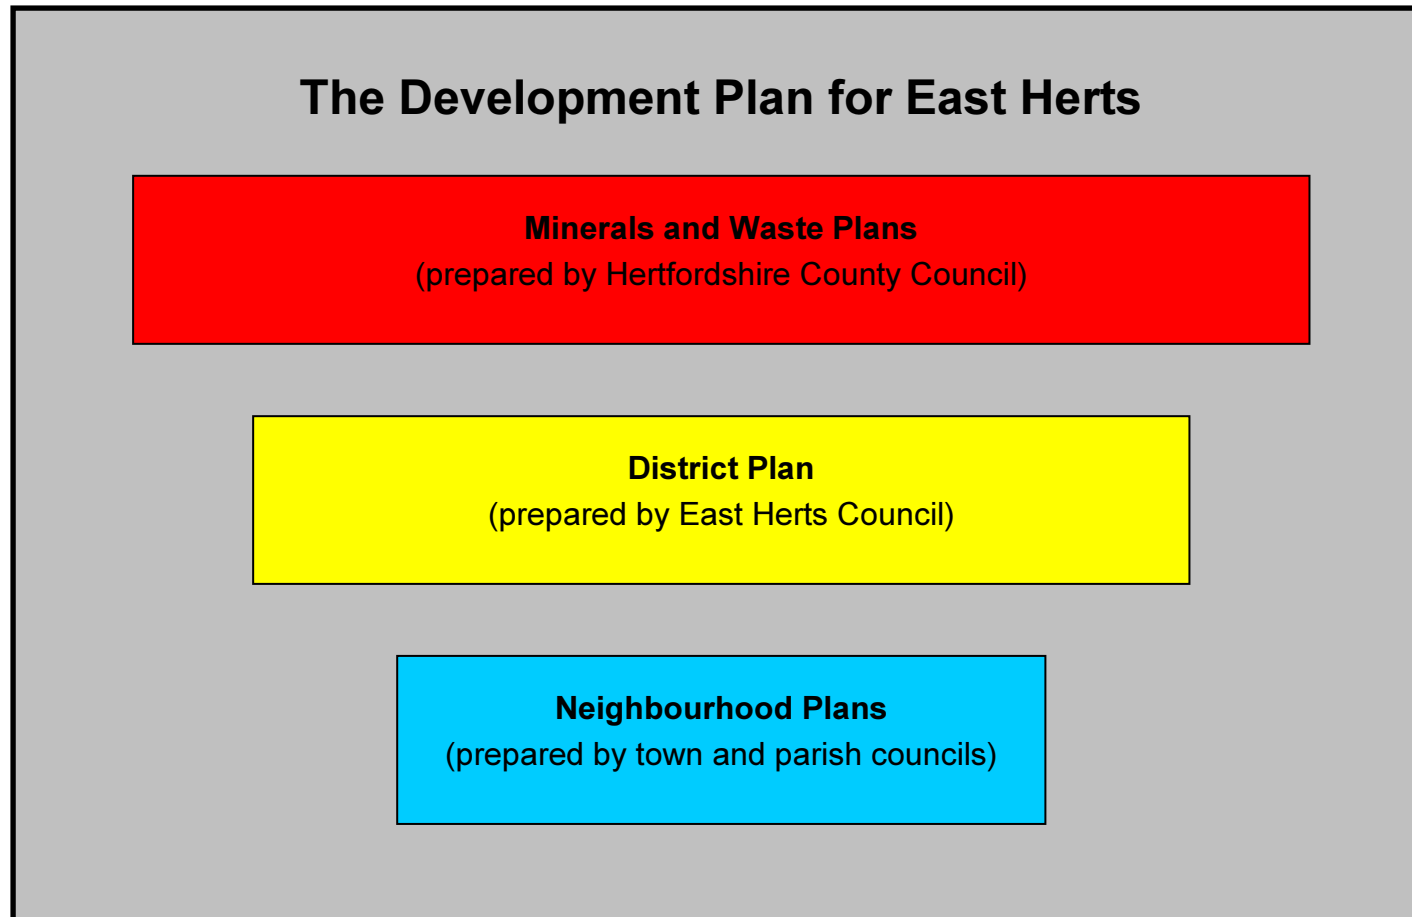 The Development Plan for East Herts
Minerals and Waste Plans
(prepared by Hertfordshire County Council)
District Plan
(prepared by East Herts Council)
Neighbourhood Plans
(prepared by town and parish councils)